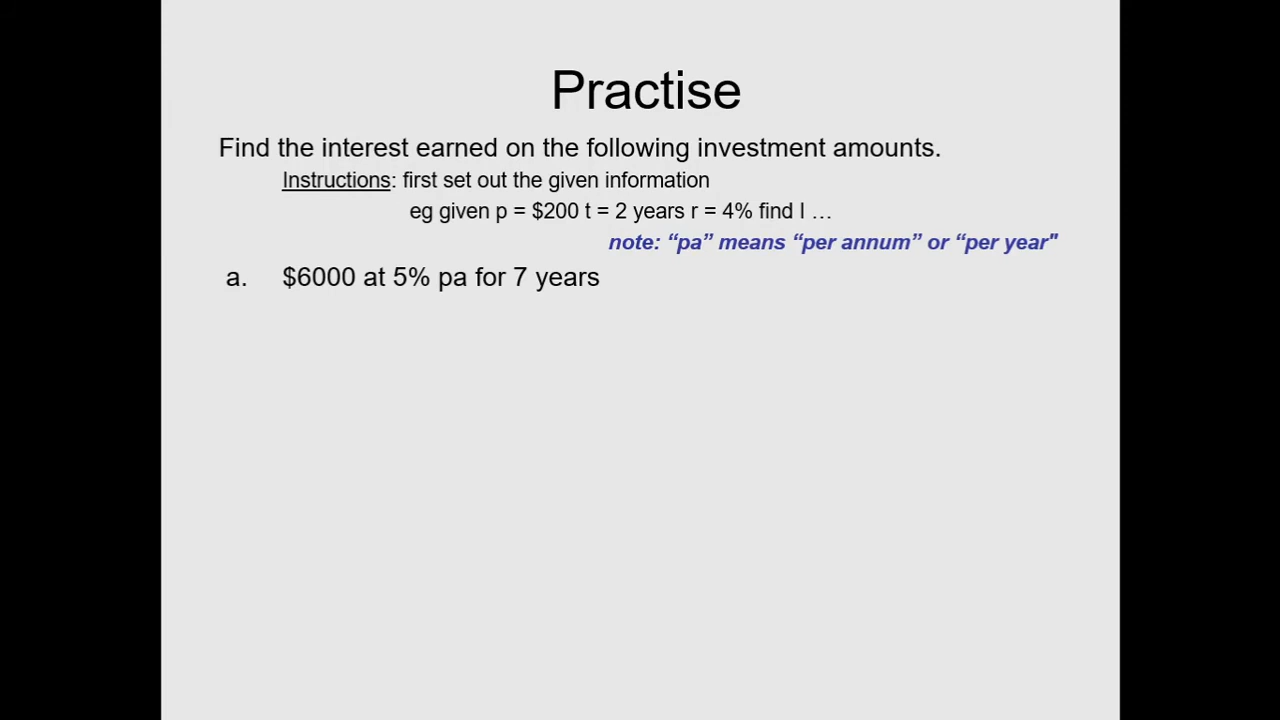 Practise
Find the interest earned on the following investment amounts.
Instructions: first set out the given information
eg given p = $200 t = 2 years r = 4% find I …
note: “pa” means “per annum” or “per year"
a. $6000 at 5% pa for 7 years